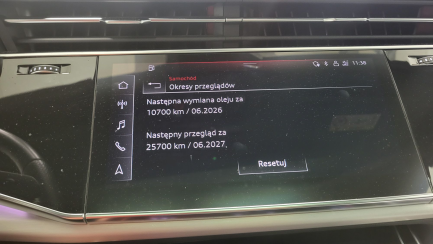 11:38
Samochód
Okresy przeglądów
Następna wymiana oleju za
10700 km / 06.2026
Następny przegląd za
25700 km / 06.2027,
Resetuj